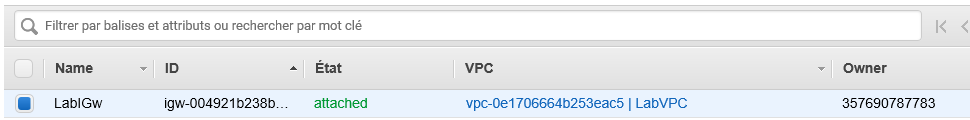 Filtrer par balises et attributs ou rechercher par mot clé
Name ID État VPC Owner
LabIGw igw-004921b238b... attached vpc-0e1706664b253eac5 | LabVPC 357690787783